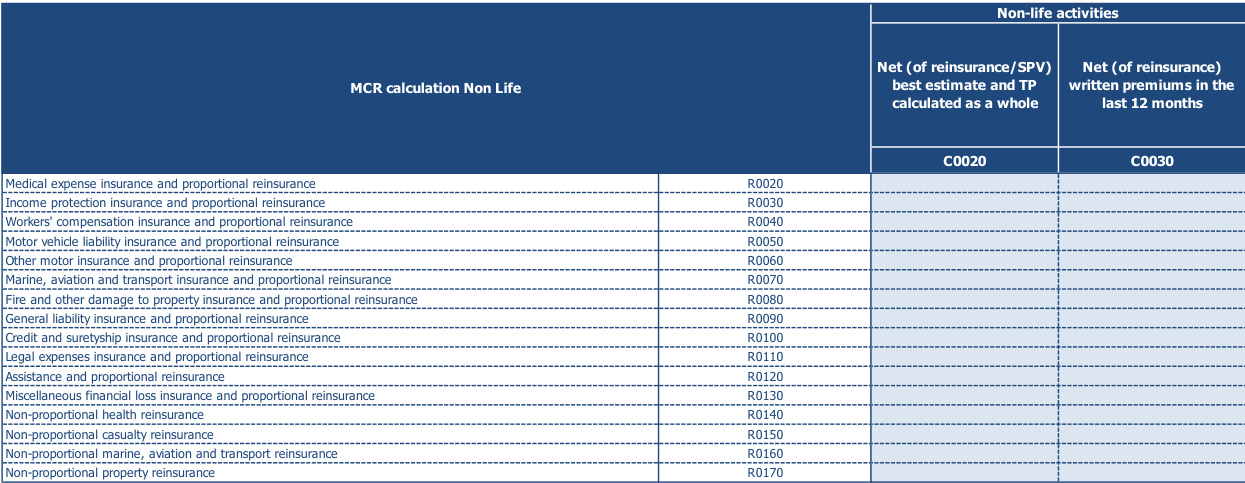 Non-life activities
MCR calculation Non Life
Net (of reinsurance/SPV)
best estimate and TP
calculated as a whole
Net (of reinsurance)
written premiums in the
last 12 months
C0020 C0030
Medical expense insurance and proportional reinsurance R0020
Income protection insurance and proportional reinsurance R0030
Workers' compensation insurance and proportional reinsurance R0040
Motor vehicle liability insurance and proportional reinsurance R0050
Other motor insurance and proportional reinsurance R0060
Marine, aviation and transport insurance and proportional reinsurance R0070
Fire and other damage to property insurance and proportional reinsurance R0080
General liability insurance and proportional reinsurance R0090
Credit and suretyship insurance and proportional reinsurance R0100
Legal expenses insurance and proportional reinsurance R0110
Assistance and proportional reinsurance R0120
Miscellaneous financial loss insurance and proportional reinsurance R0130
Non-proportional health reinsurance R0140
Non-proportional casualty reinsurance R0150
Non-proportional marine, aviation and transport reinsurance R0160
Non-proportional property reinsurance R0170